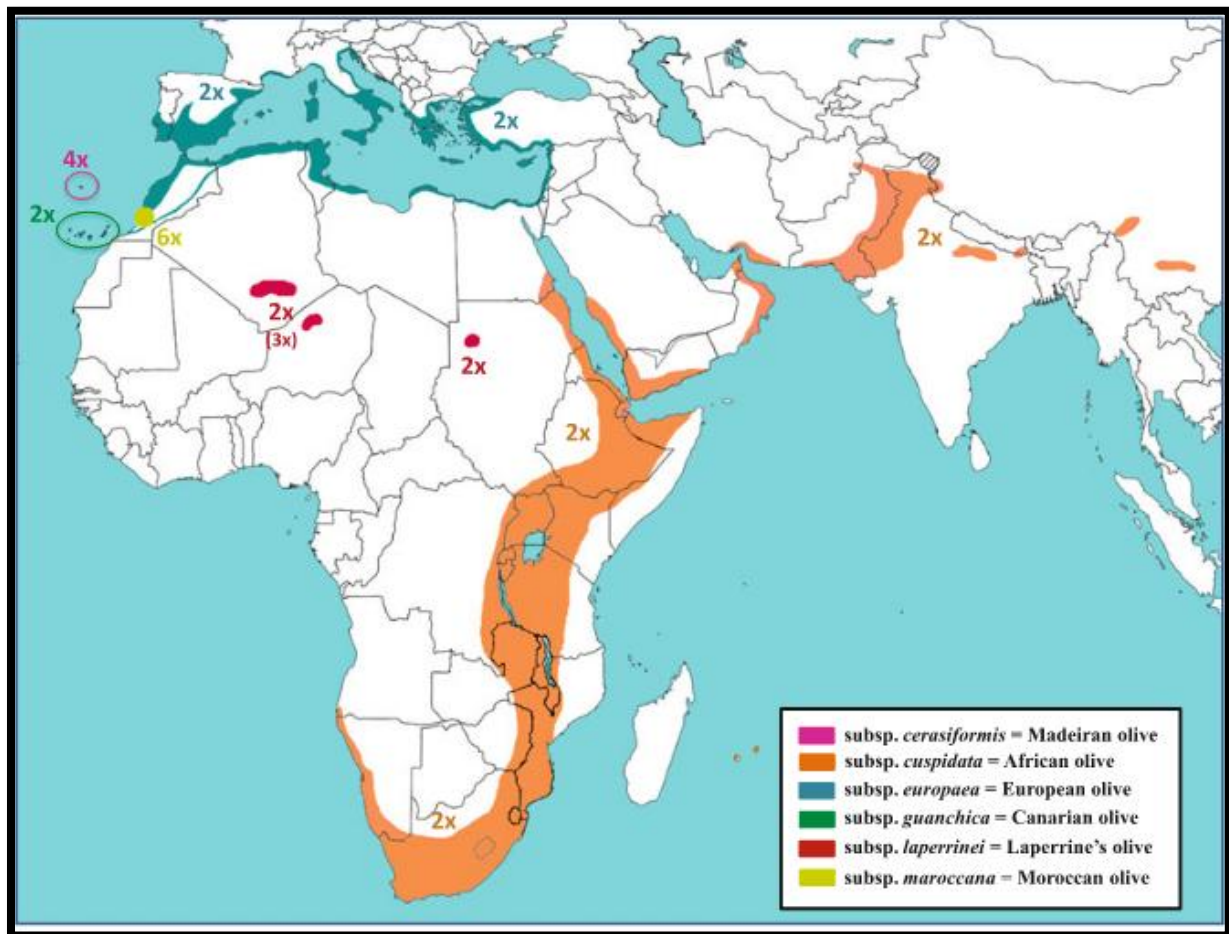 2x
2x
4x
2x
6x
2x
2x
(3x)
2x
2x
2x
subsp. cerasiformis = Madeiran olive
subsp. cuspidata = African olive
subsp. europaea = European olive
subsp. guanchica = Canarian olive
subsp. laperrinei = Laperrine’s olive
subsp. maroccana = Moroccan olive